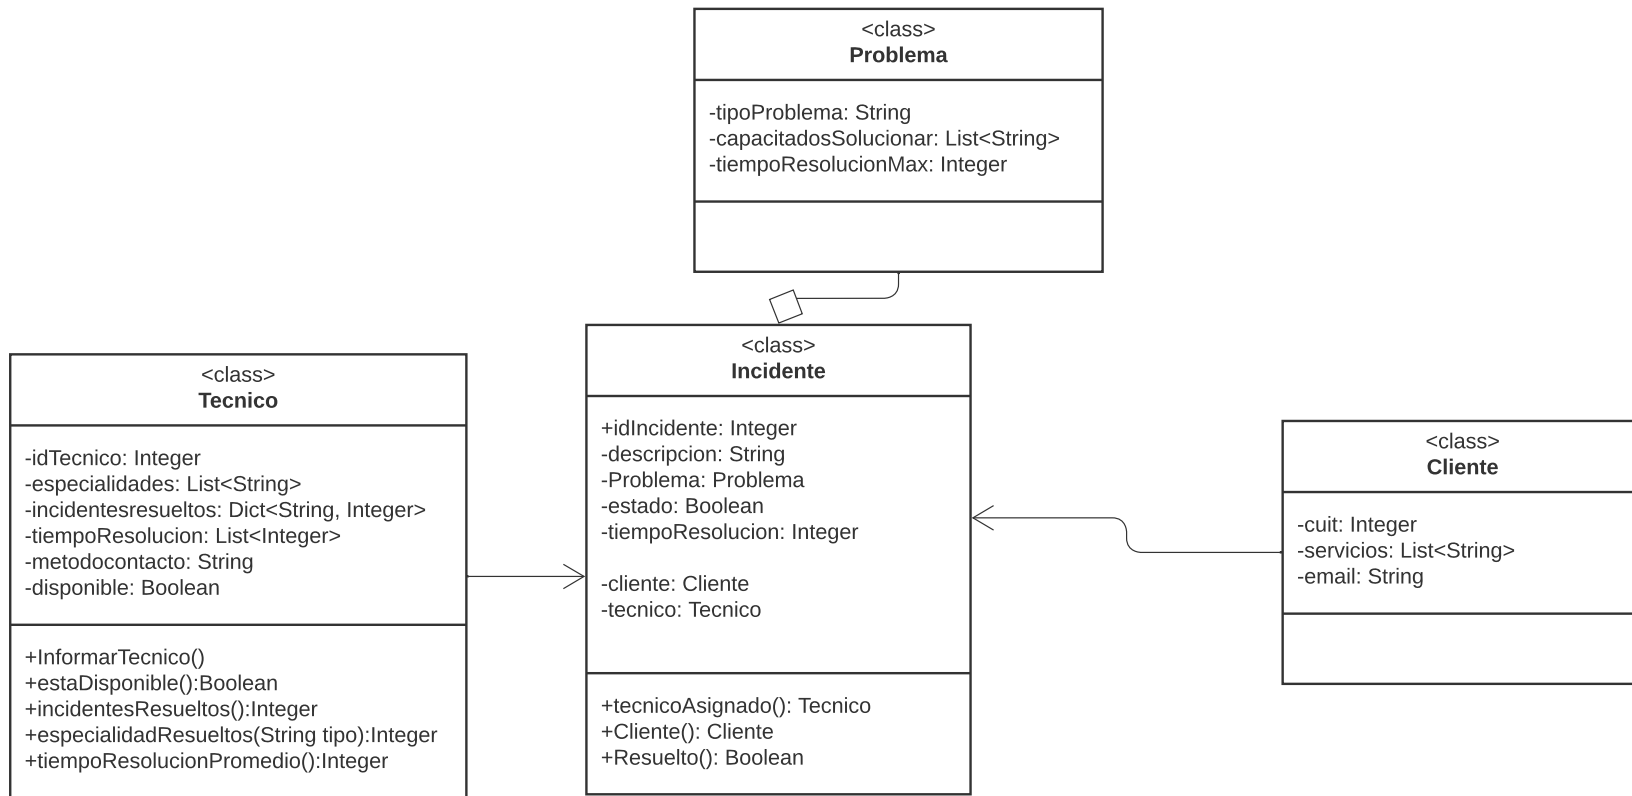 <class>
Problema
-tipoProblema: String
-capacitadosSolucionar: List<String>
-tiempoResolucionMax: Integer
<class>
Tecnico
-idTecnico: Integer
-especialidades: List<String>
-incidentesresueltos: Dict<String, Integer>
-tiempoResolucion: List<Integer>
-metodocontacto: String
-disponible: Boolean
+InformarTecnico()
+estaDisponible():Boolean
+incidentesResueltos():Integer
+especialidadResueltos(String tipo):Integer
+tiempoResolucionPromedio():Integer
<class>
Incidente
+idIncidente: Integer
-descripcion: String
-Problema: Problema
-estado: Boolean
-tiempoResolucion: Integer
-cliente: Cliente
-tecnico: Tecnico
+tecnicoAsignado(): Tecnico
+Cliente(): Cliente
+Resuelto(): Boolean
<class>
Cliente
-cuit: Integer
-servicios: List<String>
-email: String